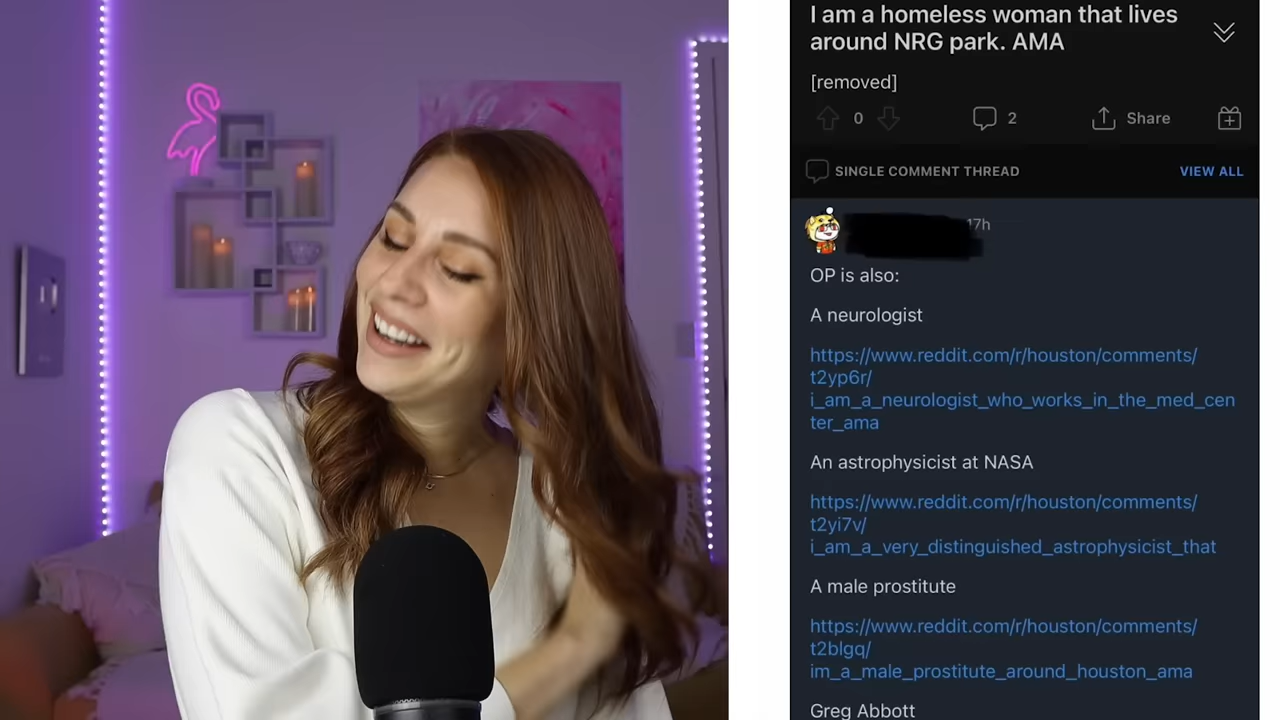 I am a homeless woman that lives
around NRG park. AMA
[removed]
0
2
Share
SINGLE COMMENT THREAD
VIEW ALL
17h
OP is also:
A neurologist
https://www.reddit.com/r/houston/comments/
t2yp6r/
i_am_a_neurologist_who_works_in_the_med_cen
ter_ama
An astrophysicist at NASA
https://www.reddit.com/r/houston/comments/
t2yi7v/
i_am_a_very_distinguished_astrophysicist_that
A male prostitute
https://www.reddit.com/r/houston/comments/
t2blgq/
im_a_male_prostitute_around_houston_ama
Greg Abbott